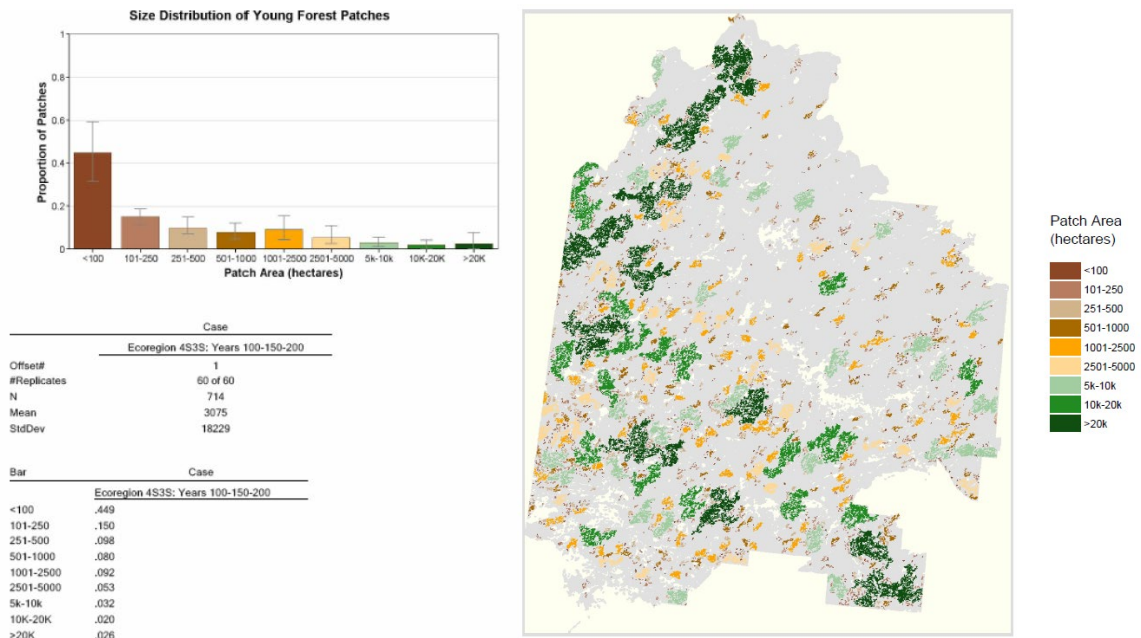 Size Distribution of Young Forest Patches
1
0.8
0.6
0.4
0.2
0
Proportion of Patches
<100 101-250 251-500 501-1000 1001-2500 2501-5000 5k-10k 10K-20K >20K
Patch Area (hectares)
Case
Ecoregion 4S3S: Years 100-150-200
Offset# 1
#Replicates 60 of 60
N 714
Mean 3075
StdDev 18229
Bar Case
Ecoregion 4S3S: Years 100-150-200
<100 .449
101-250 .150
251-500 .098
501-1000 .080
1001-2500 .092
2501-5000 .053
5k-10k .032
10K-20K .020
>20K .026
Patch Area
(hectares)
<100
101-250
251-500
501-1000
1001-2500
2501-5000
5k-10k
10k-20k
>20k